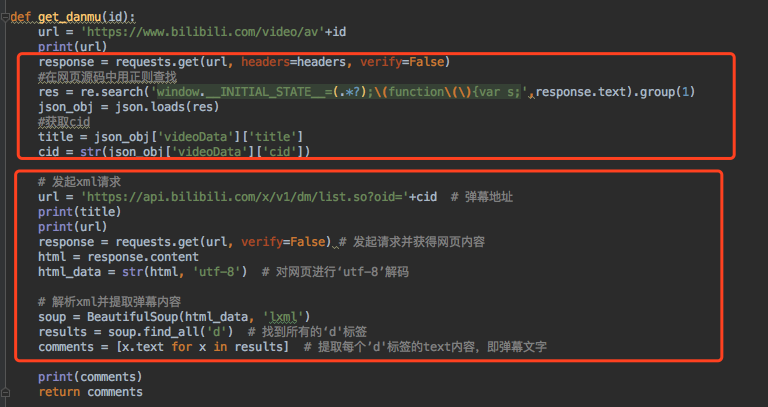 def get_danmu(id):
    url = 'https://www.bilibili.com/video/av'+id
    print(url)
    response = requests.get(url, headers=headers, verify=False)
    #在网页源码中用正则查找
    res = re.search('window.__INITIAL_STATE__=(.*?);\(function\(\){var s;',response.text).group(1)
    json_obj = json.loads(res)
    #获取cid
    title = json_obj['videoData']['title']
    cid = str(json_obj['videoData']['cid'])
    # 发起xml请求
    url = 'https://api.bilibili.com/x/v1/dm/list.so?oid='+cid  # 弹幕地址
    print(title)
    print(url)
    response = requests.get(url, verify=False) # 发起请求并获得网页内容
    html = response.content
    html_data = str(html, 'utf-8')  # 对网页进行‘utf-8’解码
    # 解析xml并提取弹幕内容
    soup = BeautifulSoup(html_data, 'lxml')
    results = soup.find_all('d')  # 找到所有的‘d'标签
    comments = [x.text for x in results]  # 提取每个’d'标签的text内容，即弹幕文字
    print(comments)
    return comments